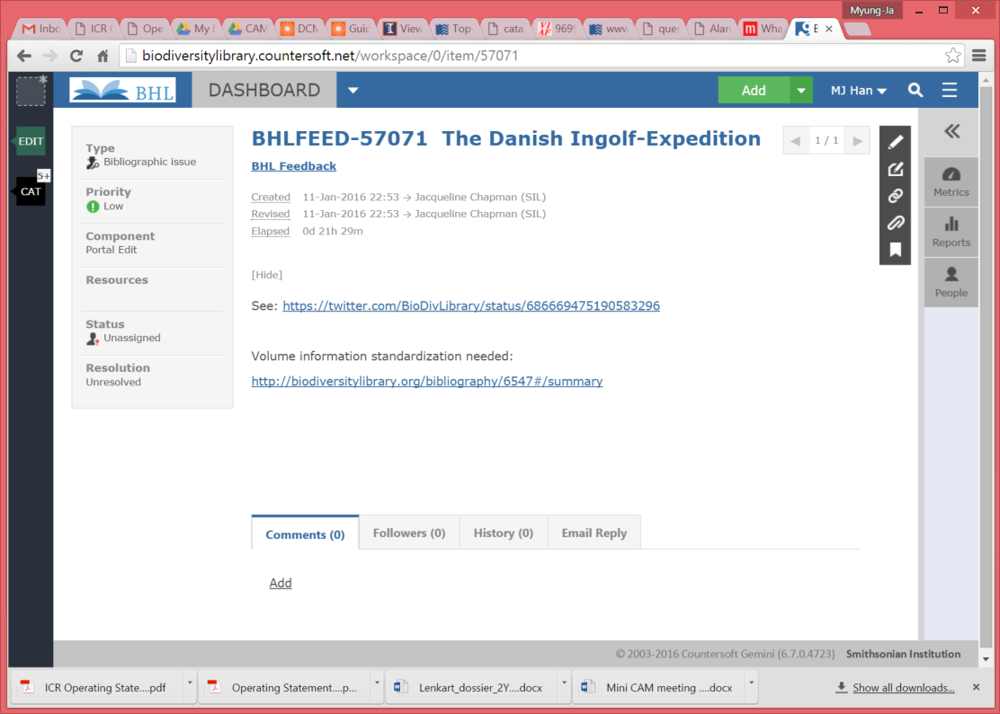 Myung-Ja
Inbo ICR Ope My CAM DCM Guic View Top cata 969 www que Alan Wha
biodiversitylibrary.countersoft.net/workspace/0/item/57071
BHL DASHBOARD Add MJ Han
EDIT
5+
CAT
Type
Bibliographic issue
Priority
Low
Component
Portal Edit
Resources
Status
Unassigned
Resolution
Unresolved
BHLFEED-57071 The Danish Ingolf-Expedition
1 / 1
BHL Feedback
Created 11-Jan-2016 22:53 → Jacqueline Chapman (SIL)
Revised 11-Jan-2016 22:53 → Jacqueline Chapman (SIL)
Elapsed 0d 21h 29m
[Hide]
See: https://twitter.com/BioDivLibrary/status/686669475190583296
Volume information standardization needed:
http://biodiversitylibrary.org/bibliography/6547#/summary
Metrics
Reports
People
Comments (0) Followers (0) History (0) Email Reply
Add
© 2003-2016 Countersoft Gemini (6.7.0.4723) Smithsonian Institution
ICR Operating State....pdf Operating Statement....p... Lenkart_dossier_2Y....docx Mini CAM meeting ....docx Show all downloads...